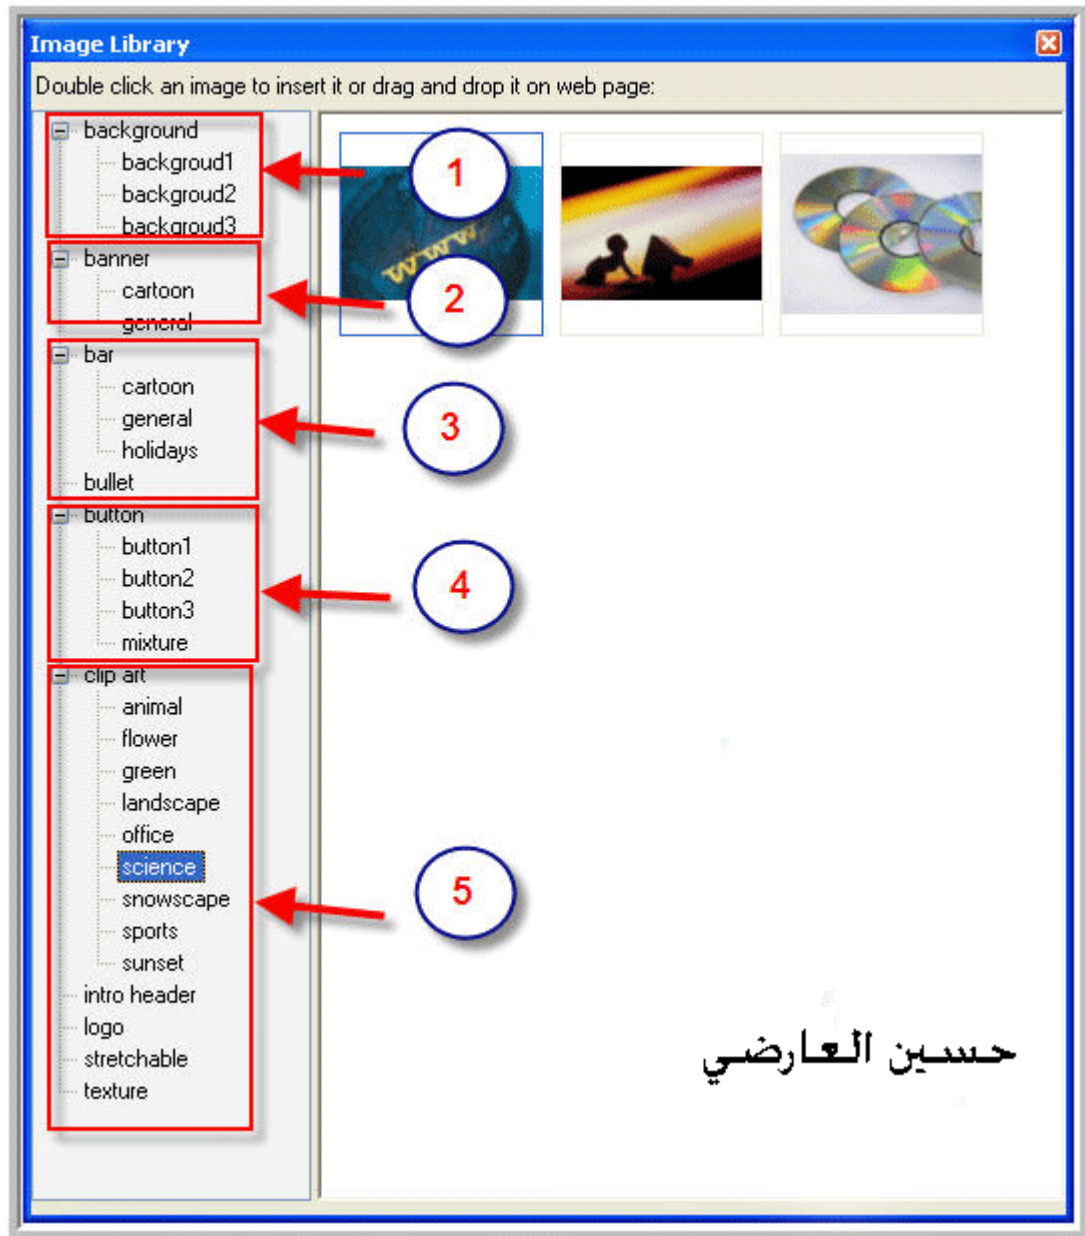 Image Library
Double click an image to insert it or drag and drop it on web page:
background
backgroud1
backgroud2
backgroud3
banner
cartoon
general
bar
cartoon
general
holidays
bullet
button
button1
button2
button3
mixture
clip art
animal
flower
green
landscape
office
science
snowscape
sports
sunset
intro header
logo
stretchable
texture
1
2
3
4
5
WWW
حسين العارضي